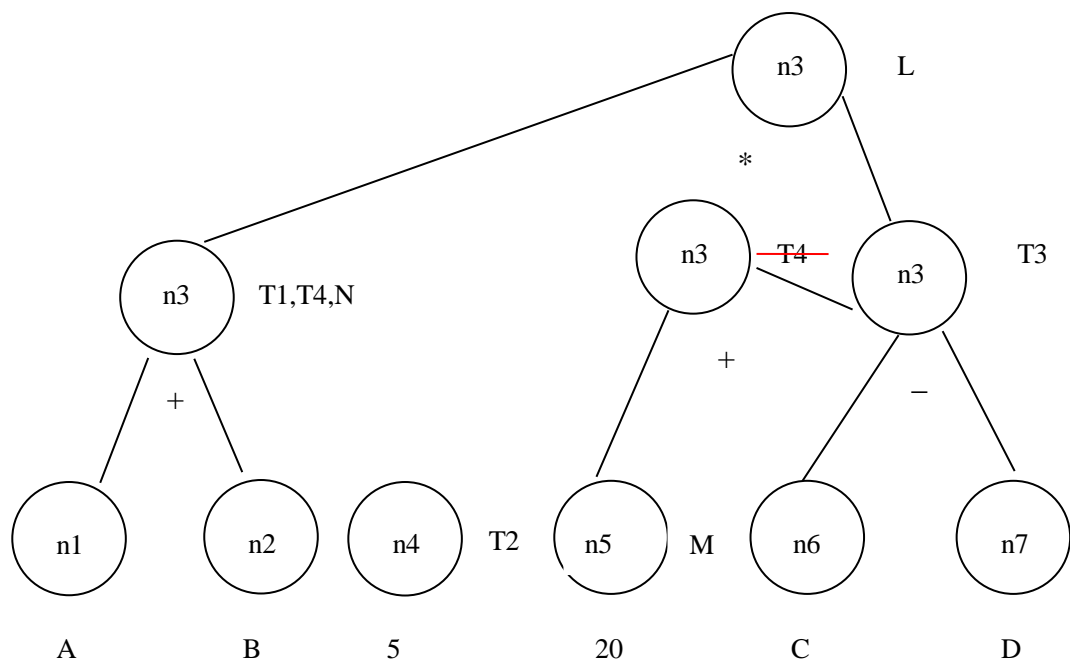 n3 L
*
n3 T4 n3 T3
n3 T1,T4,N
+
+ −
n1 n2 n4 T2 n5 M n6 n7
A B 5 20 C D